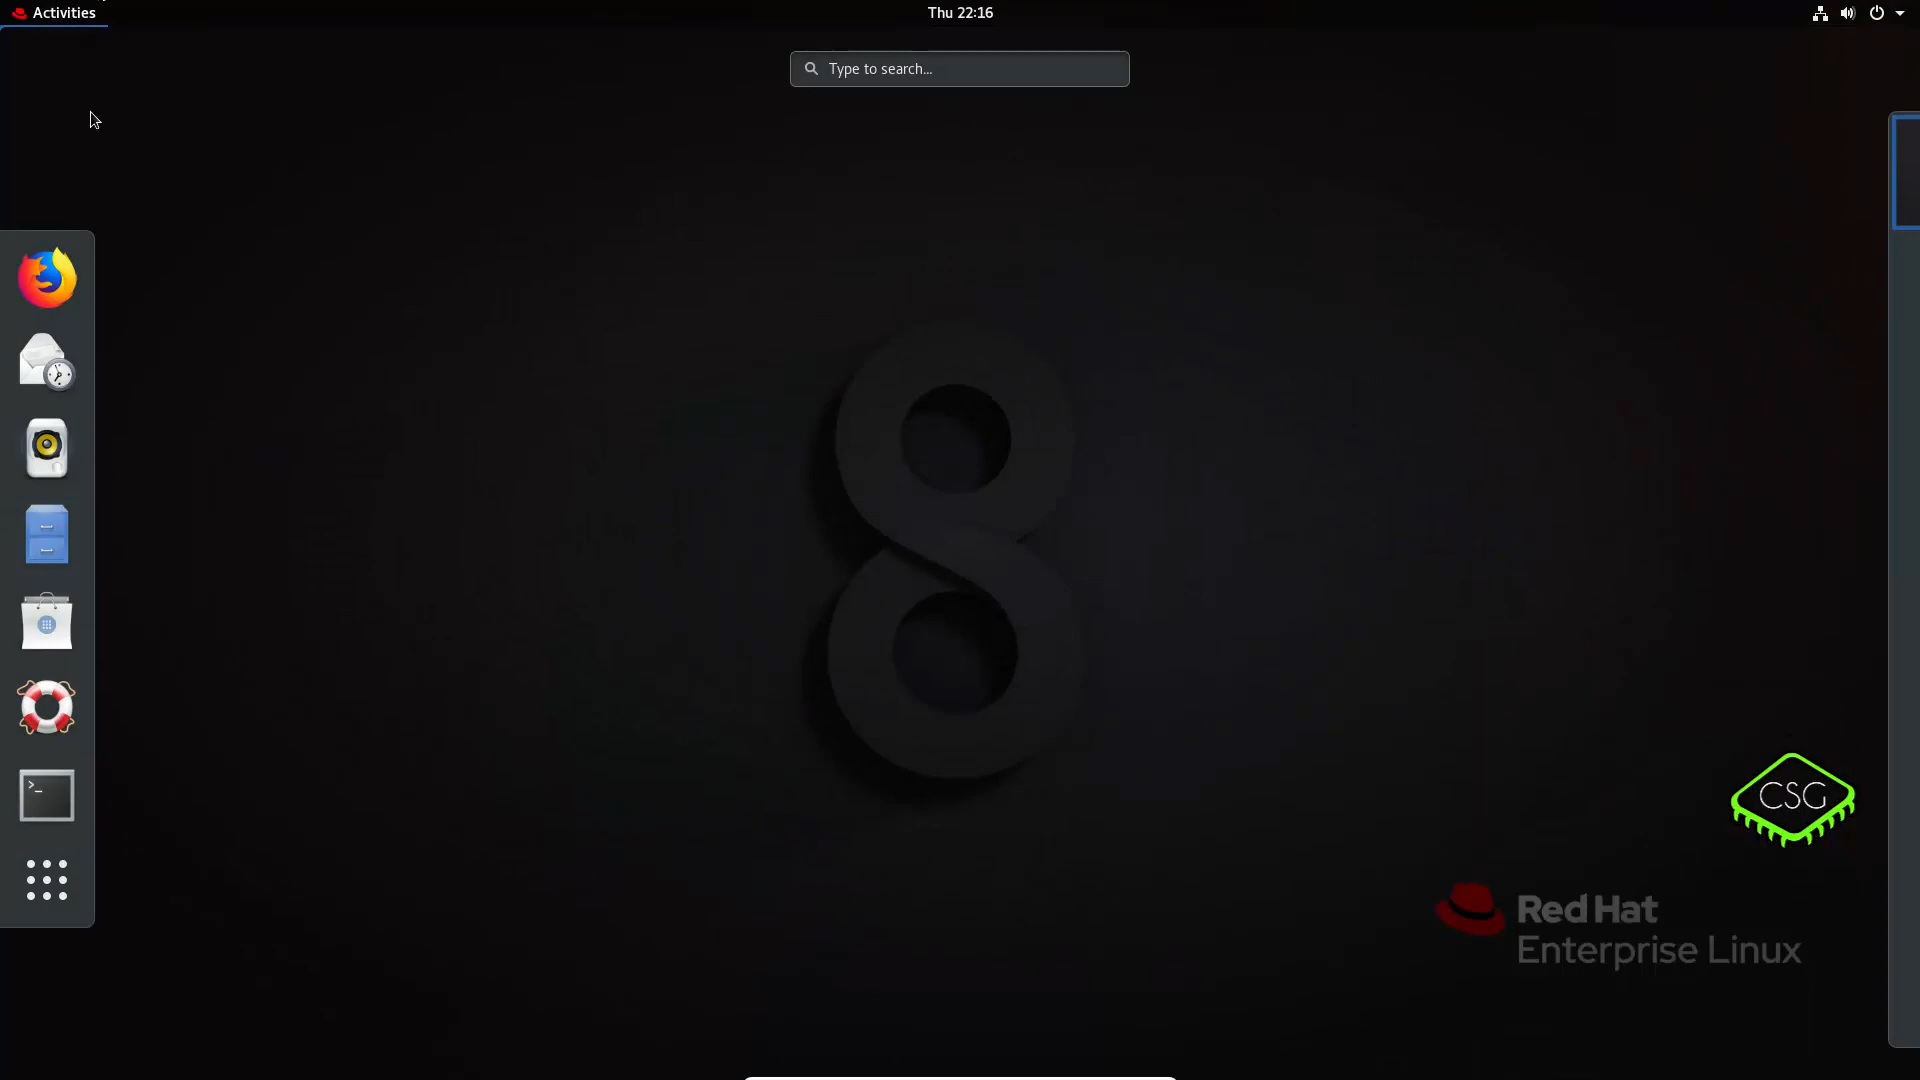 Activities
Thu 22:16
Type to search...
>_
CSG
Red Hat
Enterprise Linux